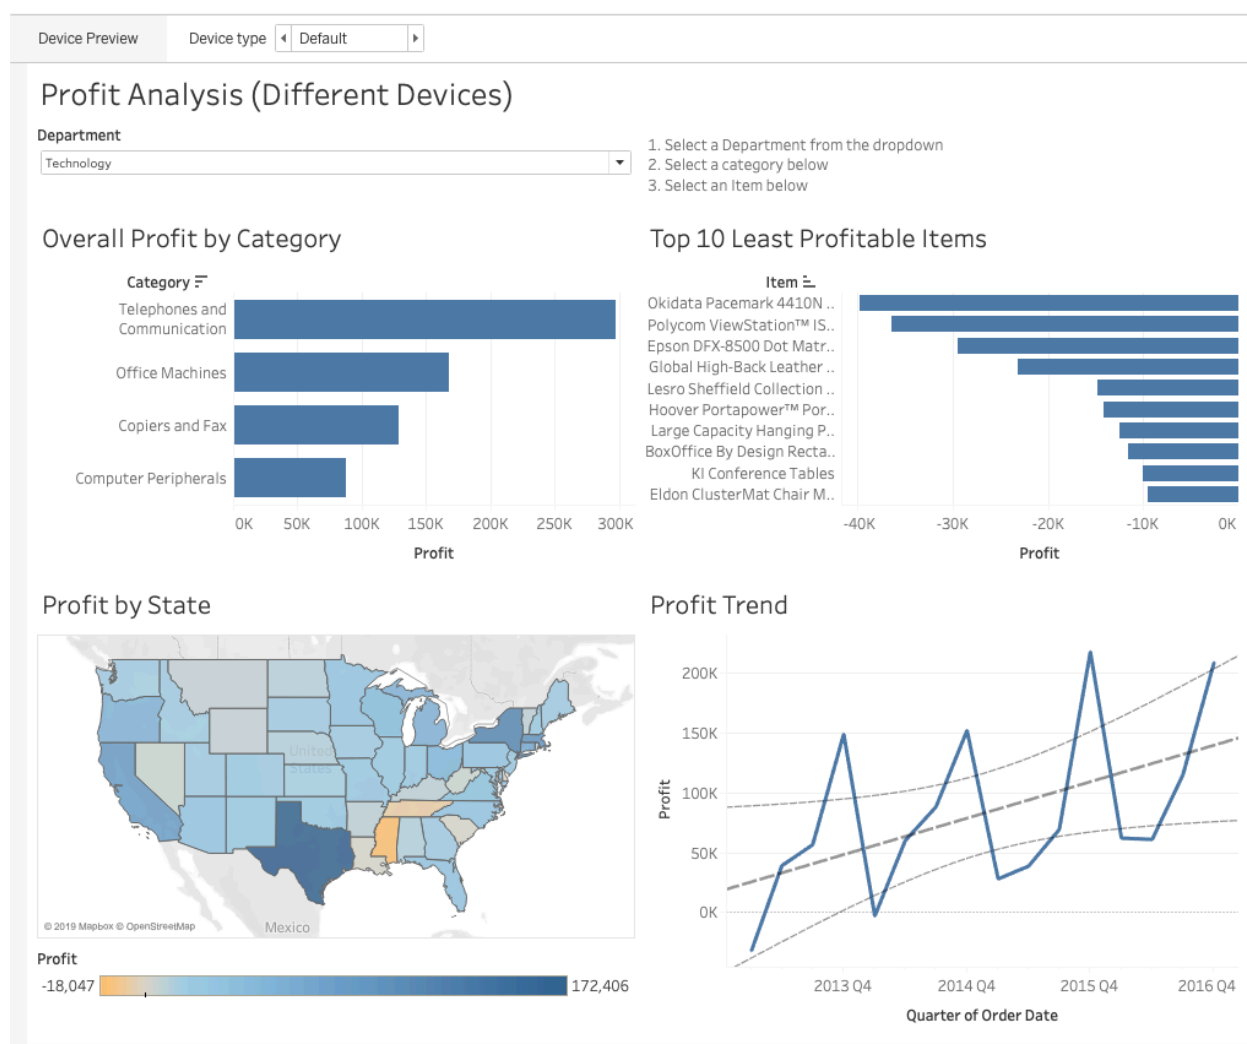 Device Preview
Device type
Default
Profit Analysis (Different Devices)
Department
Technology
1. Select a Department from the dropdown
2. Select a category below
3. Select an Item below
Overall Profit by Category
Category
Telephones and
Communication
Office Machines
Copiers and Fax
Computer Peripherals
0K 50K 100K 150K 200K 250K 300K
Profit
Top 10 Least Profitable Items
Item
Okidata Pacemark 4410N ..
Polycom ViewStation™ IS..
Epson DFX-8500 Dot Matr..
Global High-Back Leather ..
Lesro Sheffield Collection ..
Hoover Portapower™ Por..
Large Capacity Hanging P..
BoxOffice By Design Recta..
KI Conference Tables
Eldon ClusterMat Chair M..
-40K -30K -20K -10K 0K
Profit
Profit by State
United
States
Mexico
© 2019 Mapbox © OpenStreetMap
Profit
-18,047 172,406
Profit Trend
200K
150K
100K
50K
0K
Profit
2013 Q4 2014 Q4 2015 Q4 2016 Q4
Quarter of Order Date